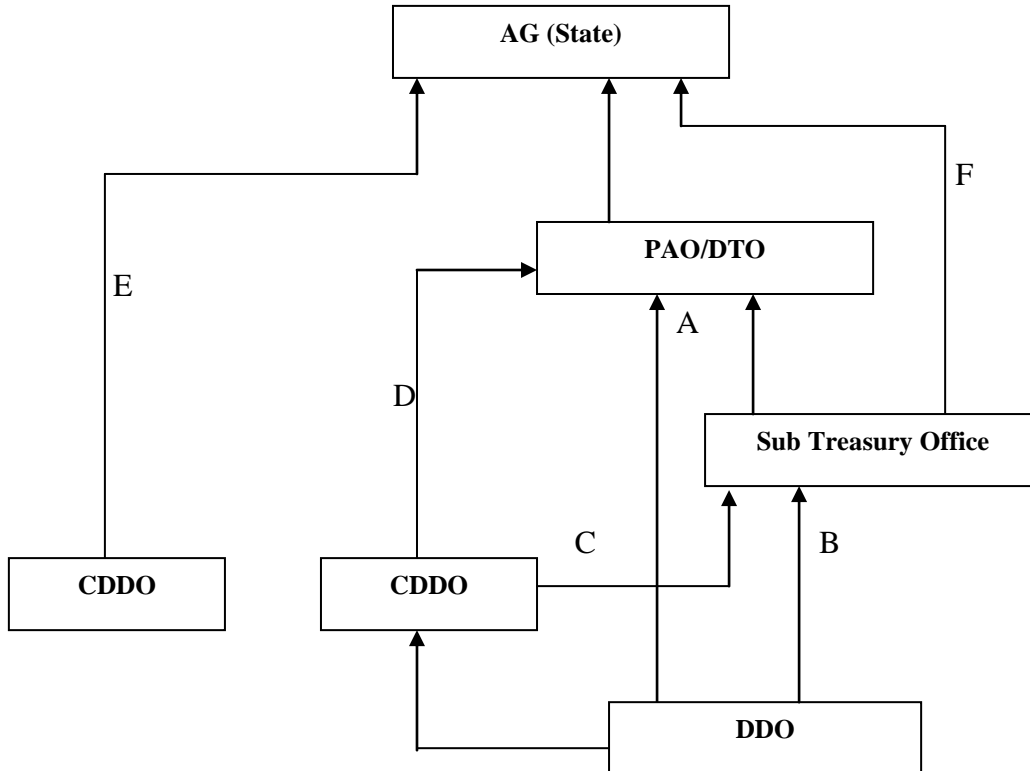 AG (State)
F
PAO/DTO
E
A
D
Sub Treasury Office
C
B
CDDO
CDDO
DDO